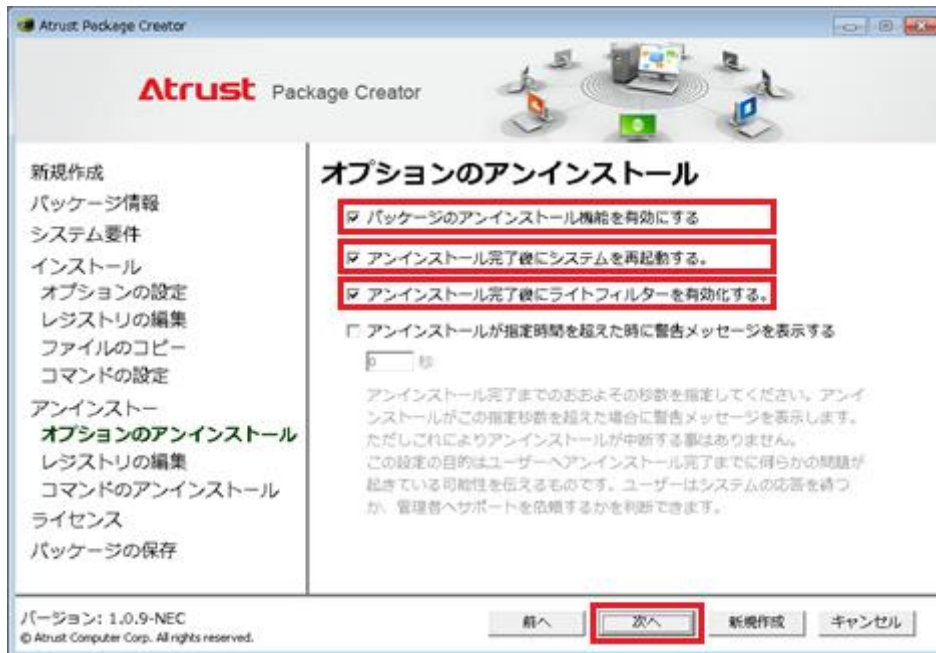 Atrust Package Creator
Atrust Package Creator
新規作成
パッケージ情報
システム要件
インストール
オプションの設定
レジストリの編集
ファイルのコピー
コマンドの設定
アンインストー
オプションのアンインストール
レジストリの編集
コマンドのアンインストール
ライセンス
パッケージの保存
オプションのアンインストール
パッケージのアンインストール機能を有効にする
アンインストール完了後にシステムを再起動する。
アンインストール完了後にライトフィルターを有効化する。
アンインストールが指定時間を超えた時に警告メッセージを表示する
0 秒
アンインストール完了までのおおよその秒数を指定してください。アンイ
ンストールがこの指定秒数を超えた場合に警告メッセージを表示します。
ただしこれによりアンインストールが中断する事はありません。
この設定の目的はユーザーへアンインストール完了までに何らかの問題が
起きている可能性を伝えるものです。ユーザーはシステムの応答を待つ
か、管理者へサポートを依頼するかを判断できます。
バージョン: 1.0.9-NEC
© Atrust Computer Corp. All rights reserved.
前へ
次へ
新規作成
キャンセル